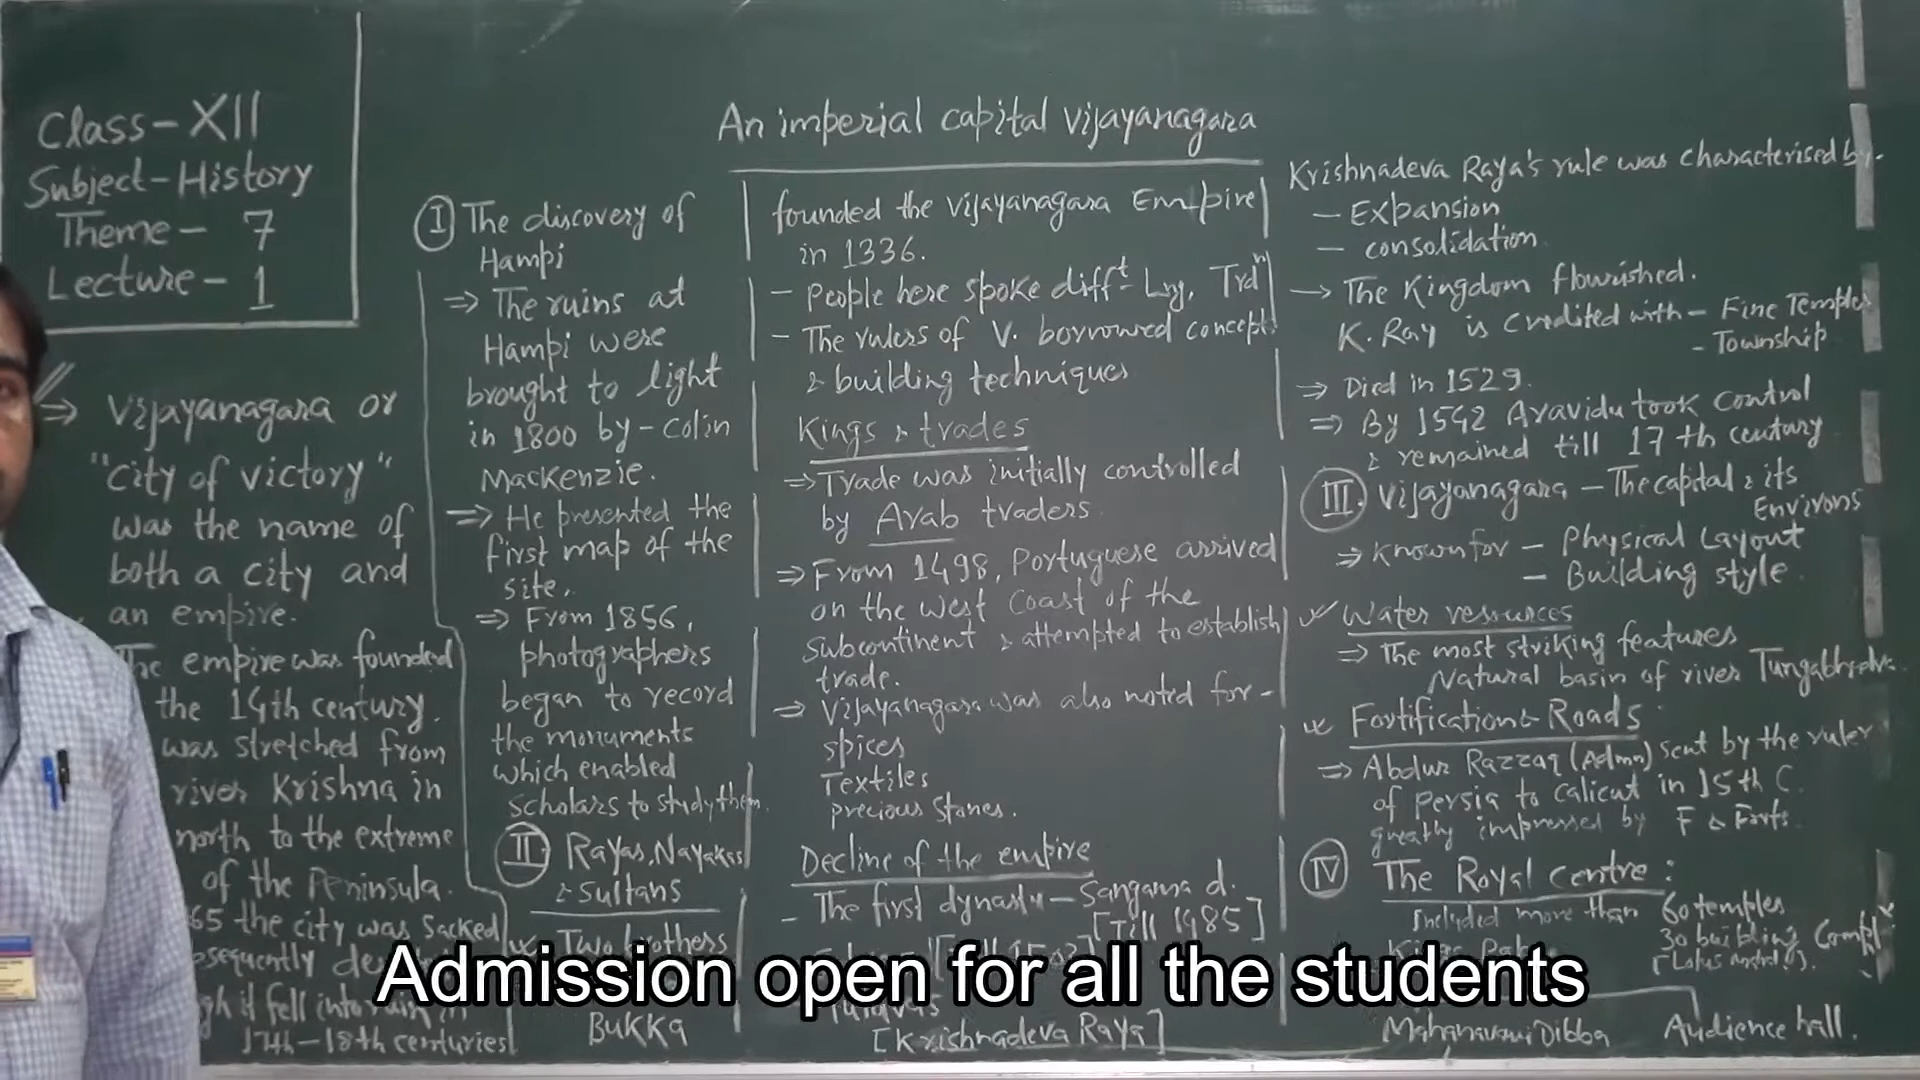 Class-XII
Subject-History
Theme- 7
Lecture- 1
An imperial capital vijayanagara
⇒ Vijayanagara or
"City of victory"
was the name of
both a city and
an empire.
The empire was founded
the 14th century.
was stretched from
river Krishna in
north to the extreme
of the Peninsula.
65 the city was sacked
it fell into ruin in
17th-18th centuries
I The discovery of
Hampi
⇒ The ruins at
Hampi were
brought to light
in 1800 by - Colin
Mackenzie.
⇒ He presented the
first map of the
site.
⇒ From 1856,
photographers
began to record
the monuments
which enabled
scholars to study them.
II Rayas, Nayakas
& Sultans
Two brothers
Bukka
founded the vijayanagara Empire
in 1336.
- People here spoke difft Lng, Trdn
- The rulers of V. borrowed concept
& building techniques
Kings & trades
⇒ Trade was initially controlled
by Arab traders
⇒ From 1498, Portuguese arrived
on the west coast of the
subcontinent & attempted to establish
trade.
⇒ Vijayanagara was also noted for -
spices
Textiles
precious stones.
Decline of the empire
- The first dynasty - Sangama d.
[Till 1485]
[Krishnadeva Raya]
Krishnadeva Raya's rule was characterised by -
- Expansion
- consolidation
→ The Kingdom flourished.
K. Ray is credited with - Fine Temples
- Township
⇒ Died in 1529.
⇒ By 1542 Aravidu took control
& remained till 17th century
III. Vijayanagara - The capital & its
Environs
⇒ Known for - Physical Layout
- Building style
Water resources
⇒ The most striking features
Natural basin of river Tungabhadra.
Fortifications & Roads
⇒ Abdur Razzaq (Admn) sent by the ruler
of Persia to Calicut in 15th C.
greatly impressed by F & Forts.
IV The Royal centre:
Included more than 60 temples
30 building Compl
Mahanavami Dibba
Audience hall.
Admission open for all the students